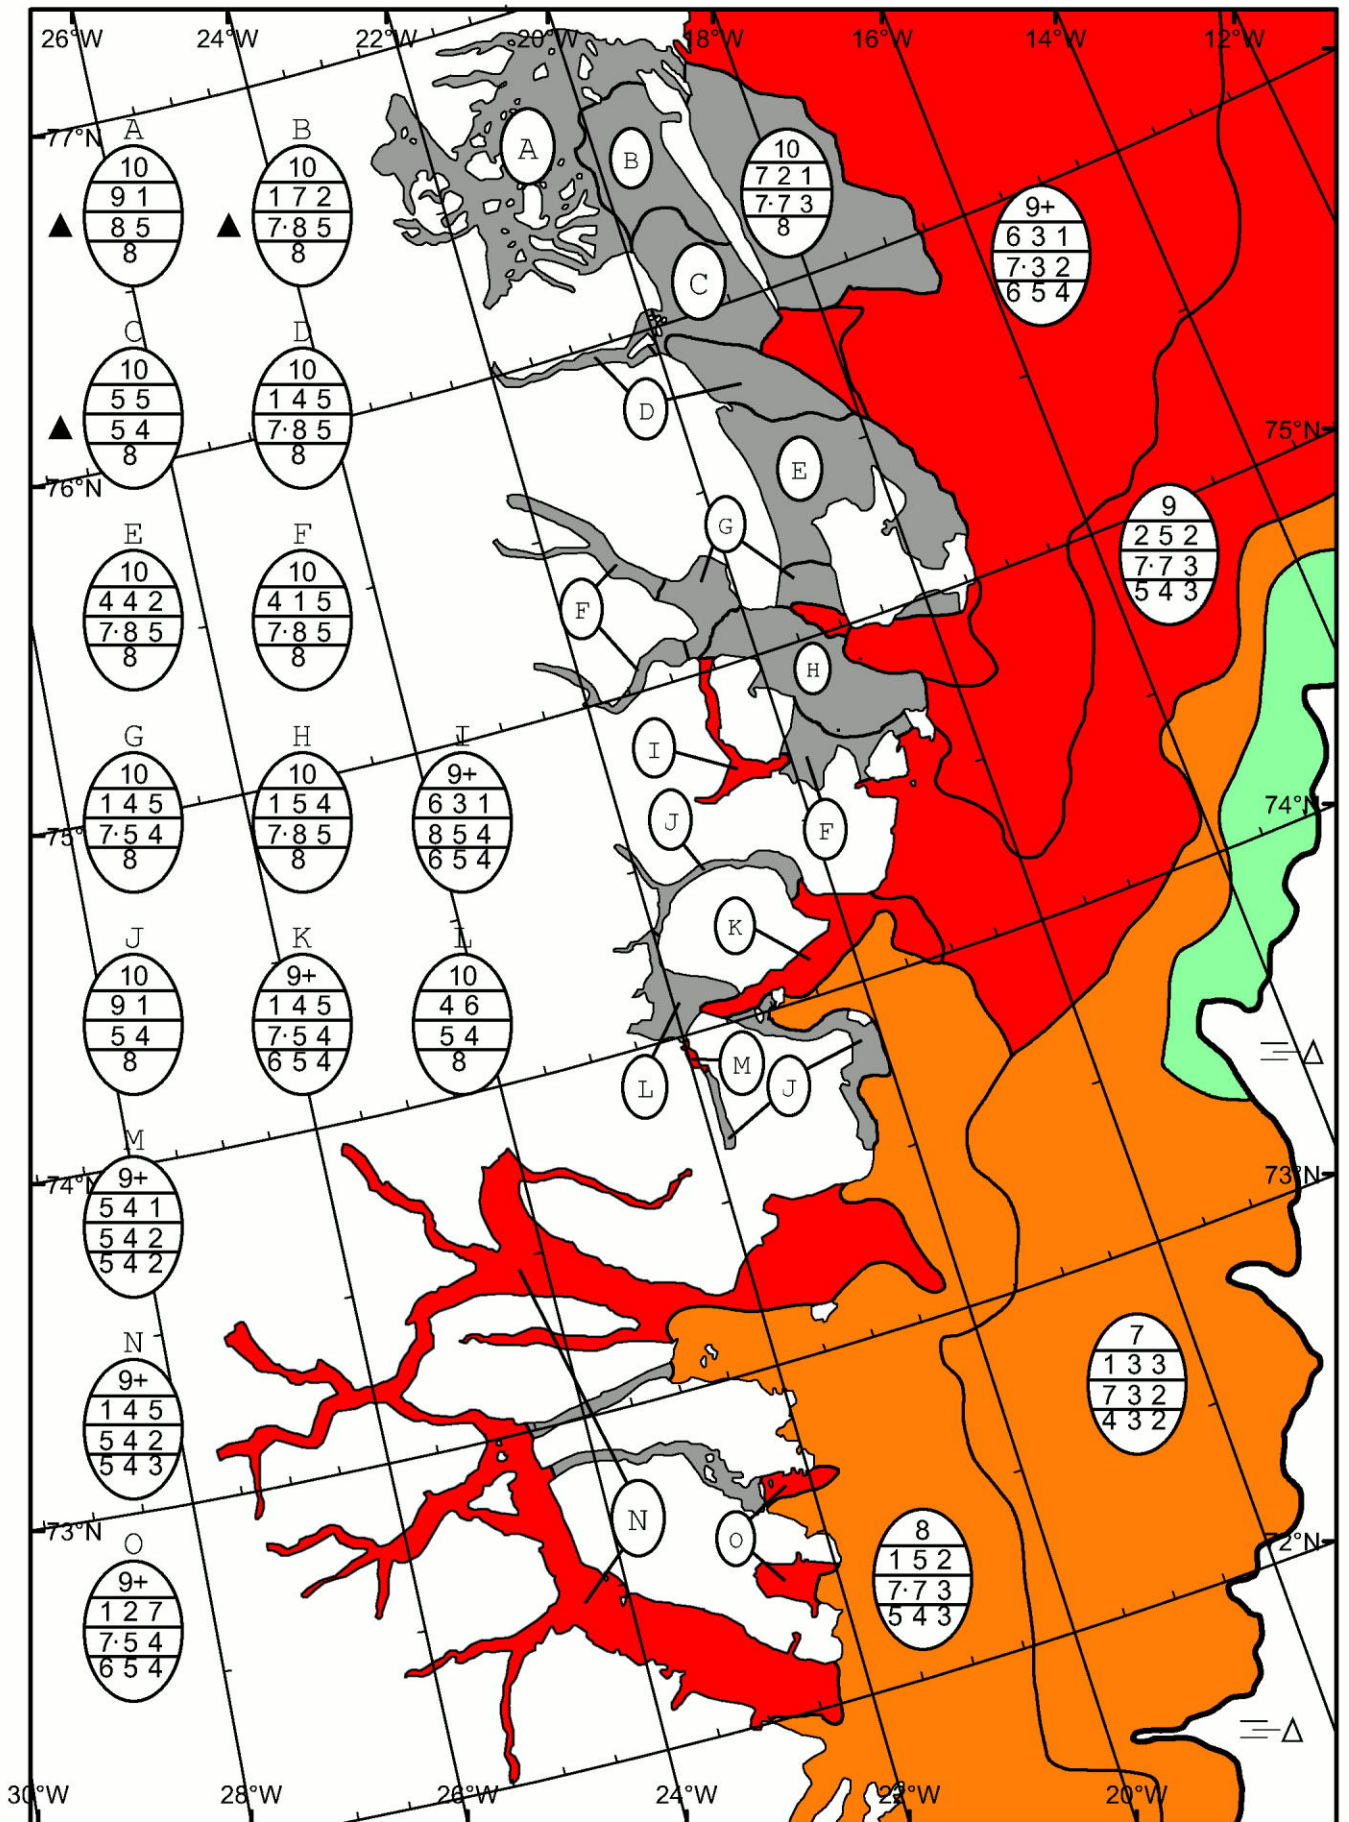 26°W 24°W 22°W 20°W 18°W 16°W 14°W 12°W
77°N
A
10
9 1
8 5
8
B
10
1 7 2
7· 8 5
8
A
B
10
7 2 1
7· 7 3
8
9+
6 3 1
7· 3 2
6 5 4
C
C
10
5 5
5 4
8
D
10
1 4 5
7· 8 5
8
D
75°N
76°N
E
G
9
2 5 2
7· 7 3
5 4 3
E
10
4 4 2
7· 8 5
8
F
10
4 1 5
7· 8 5
8
F
H
G
10
1 4 5
7· 5 4
8
H
10
1 5 4
7· 8 5
8
I
9+
6 3 1
8 5 4
6 5 4
I
J
F
74°N
75°
K
J
10
9 1
5 4
8
K
9+
1 4 5
7· 5 4
6 5 4
L
10
4 6
5 4
8
M
L
J
73°N
74°N
M
9+
5 4 1
5 4 2
5 4 2
N
9+
1 4 5
5 4 2
5 4 3
7
1 3 3
7 3 2
4 3 2
N
O
72°N
73°N
8
1 5 2
7· 7 3
5 4 3
O
9+
1 2 7
7· 5 4
6 5 4
30°W 28°W 26°W 24°W 22°W 20°W